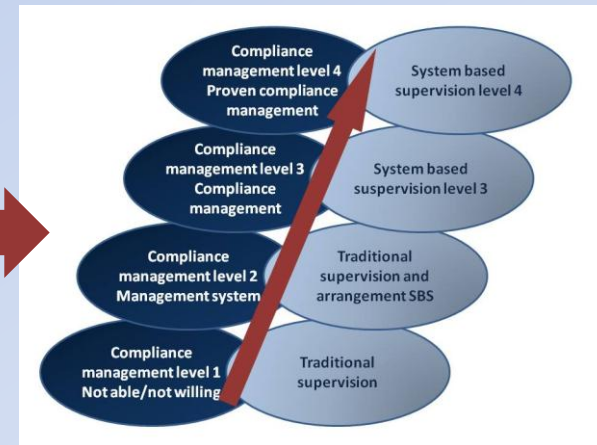 Compliance
management level 4
Proven compliance
management
System based
supervision level 4
Compliance
management level 3
Compliance
management
System based
suspervision level 3
Compliance
management level 2
Management system
Traditional
supervision and
arrangement SBS
Compliance
management level 1
Not able/not willing
Traditional
supervision